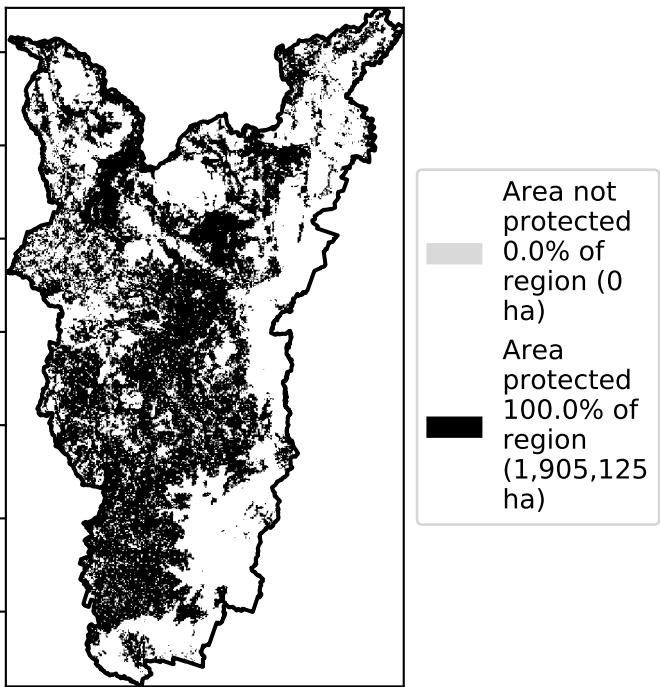 Area not
protected
0.0% of
region (0
ha)
Area
protected
100.0% of
region
(1,905,125
ha)